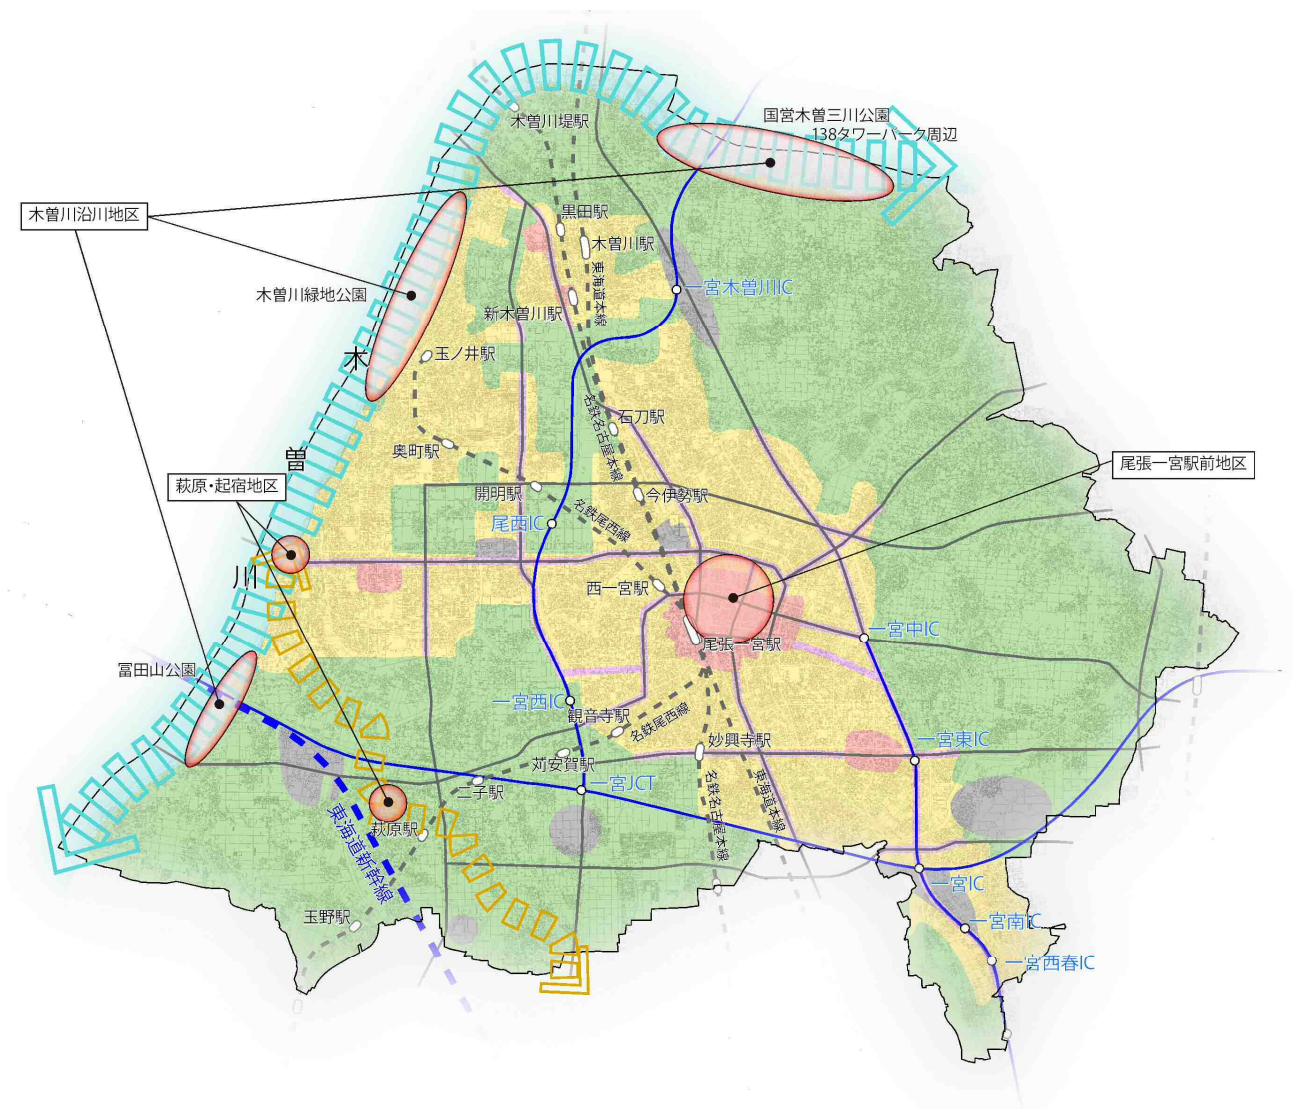 国営木曽三川公園
138タワーパーク周辺
木曽川堤駅
木曽川沿川地区
黒田駅
木曽川駅
東海道本線
一宮木曽川IC
木曽川緑地公園
新木曽川駅
木
玉ノ井駅
名鉄名古屋本線
石刀駅
曽
奥町駅
尾張一宮駅前地区
萩原・起宿地区
開明駅
今伊勢駅
尾西IC
名鉄尾西線
川
西一宮駅
一宮中IC
尾張一宮駅
冨田山公園
一宮西IC
観音寺駅
名鉄尾西線
妙興寺駅
一宮東IC
苅安賀駅
二子駅
一宮JCT
名鉄名古屋本線
東海道本線
萩原駅
東海道新幹線
一宮IC
玉野駅
一宮南IC
一宮西春IC